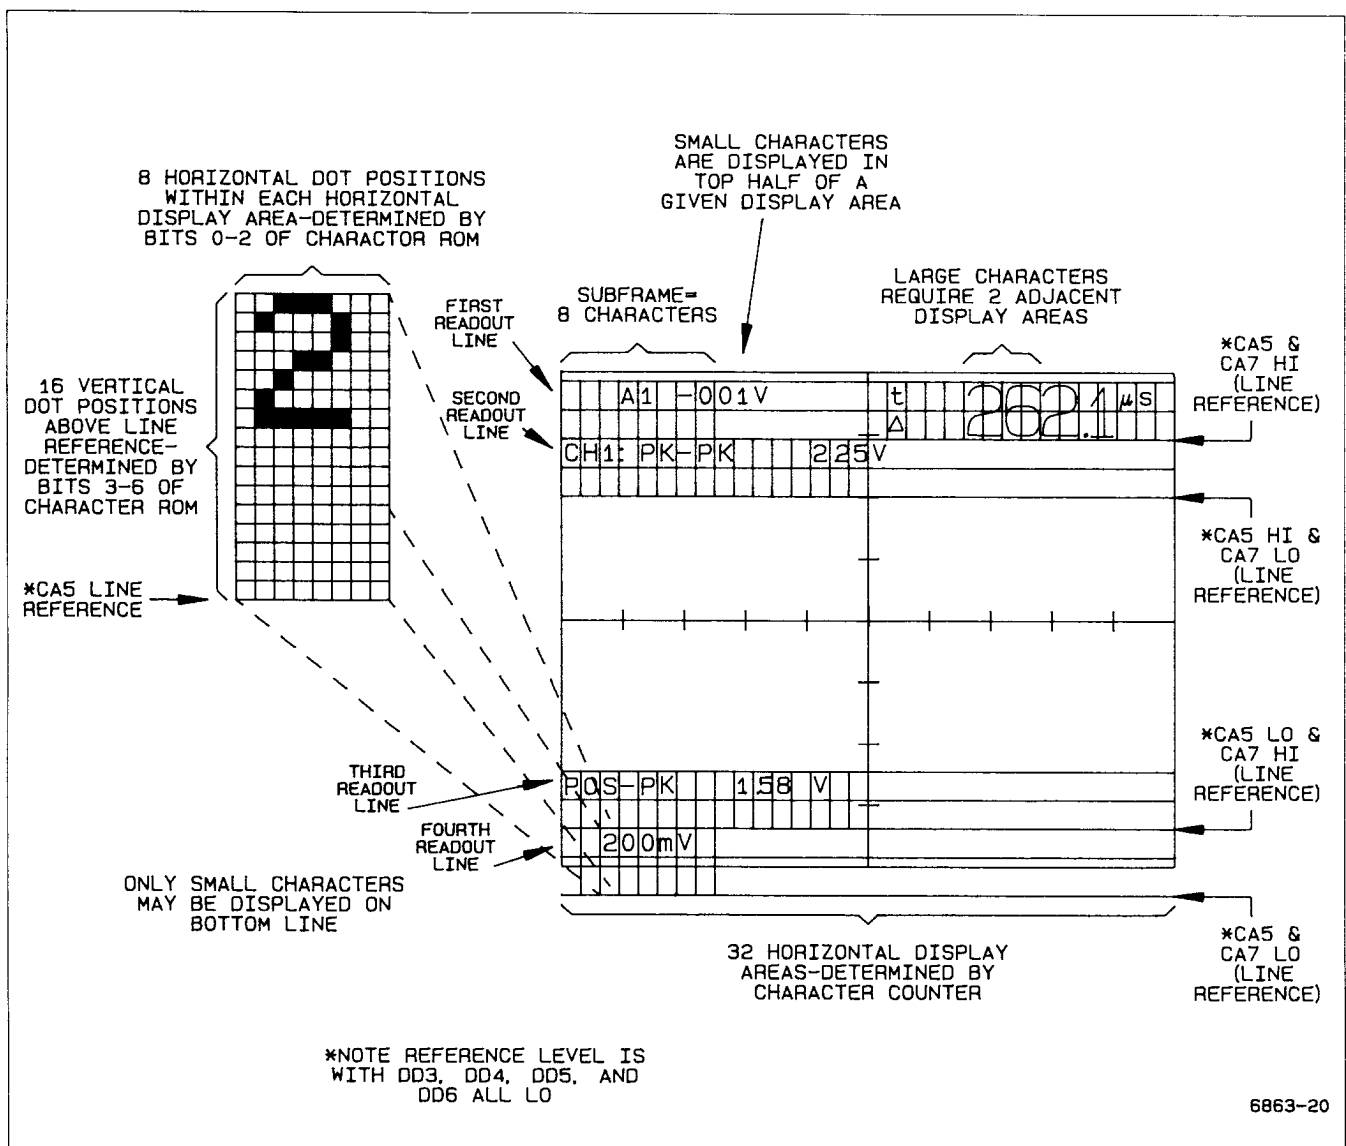 SMALL CHARACTERS
ARE DISPLAYED IN
TOP HALF OF A
GIVEN DISPLAY AREA
8 HORIZONTAL DOT POSITIONS
WITHIN EACH HORIZONTAL
DISPLAY AREA-DETERMINED BY
BITS 0-2 OF CHARACTOR ROM
FIRST
READOUT
LINE
SUBFRAME=
8 CHARACTERS
LARGE CHARACTERS
REQUIRE 2 ADJACENT
DISPLAY AREAS
*CA5 &
CA7 HI
(LINE
REFERENCE)
16 VERTICAL
DOT POSITIONS
ABOVE LINE
REFERENCE-
DETERMINED BY
BITS 3-6 OF
CHARACTER ROM
2
SECOND
READOUT
LINE
A1 -001V
t
Δ
262.1 µs
CH1: PK-PK 225V
*CA5 HI &
CA7 LO
(LINE
REFERENCE)
*CA5 LINE
REFERENCE
*CA5 LO &
CA7 HI
(LINE
REFERENCE)
THIRD
READOUT
LINE
POS-PK 1.58 V
FOURTH
READOUT
LINE
200mV
ONLY SMALL CHARACTERS
MAY BE DISPLAYED ON
BOTTOM LINE
32 HORIZONTAL DISPLAY
AREAS-DETERMINED BY
CHARACTER COUNTER
*CA5 &
CA7 LO
(LINE
REFERENCE)
*NOTE REFERENCE LEVEL IS
WITH DD3, DD4, DD5, AND
DD6 ALL LO
6863-20